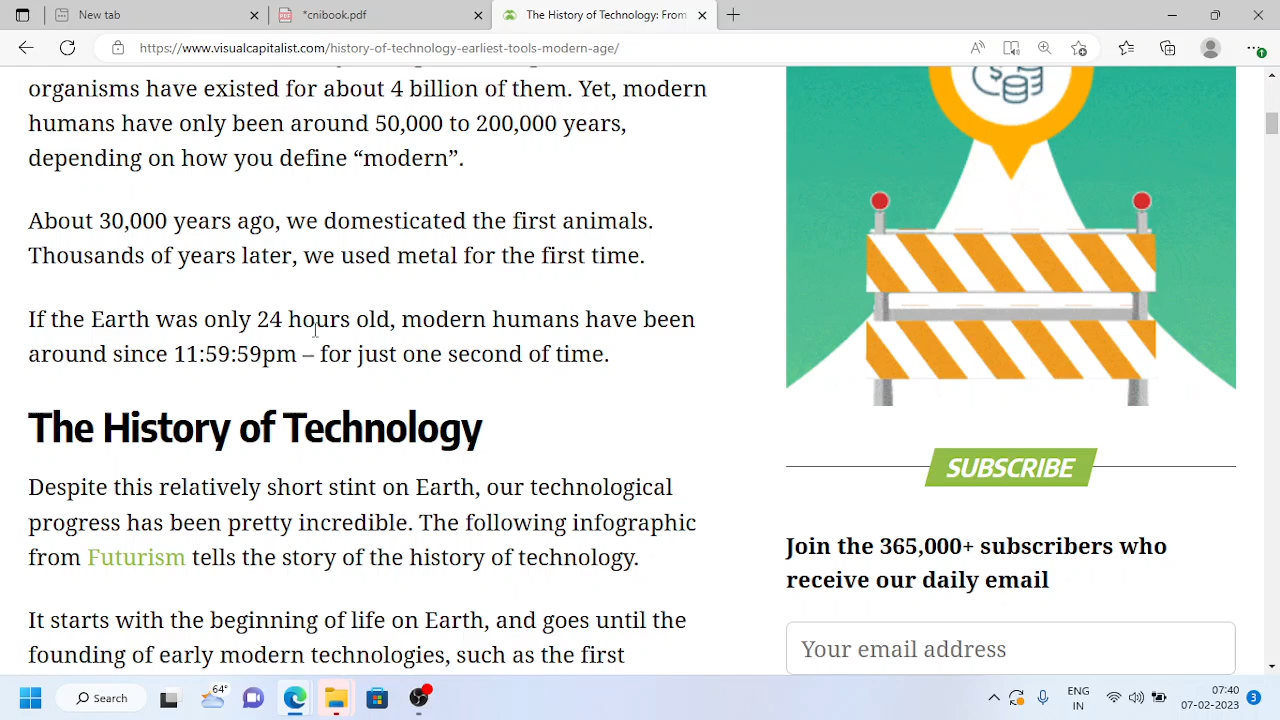 New tab
*cnibook.pdf
The History of Technology: From
https://www.visualcapitalist.com/history-of-technology-earliest-tools-modern-age/
organisms have existed for about 4 billion of them. Yet, modern
humans have only been around 50,000 to 200,000 years,
depending on how you define “modern”.
About 30,000 years ago, we domesticated the first animals.
Thousands of years later, we used metal for the first time.
If the Earth was only 24 hours old, modern humans have been
around since 11:59:59pm – for just one second of time.
The History of Technology
Despite this relatively short stint on Earth, our technological
progress has been pretty incredible. The following infographic
from Futurism tells the story of the history of technology.
It starts with the beginning of life on Earth, and goes until the
founding of early modern technologies, such as the first
SUBSCRIBE
Join the 365,000+ subscribers who
receive our daily email
Your email address
Search
64°
ENG
IN
07:40
07-02-2023
3